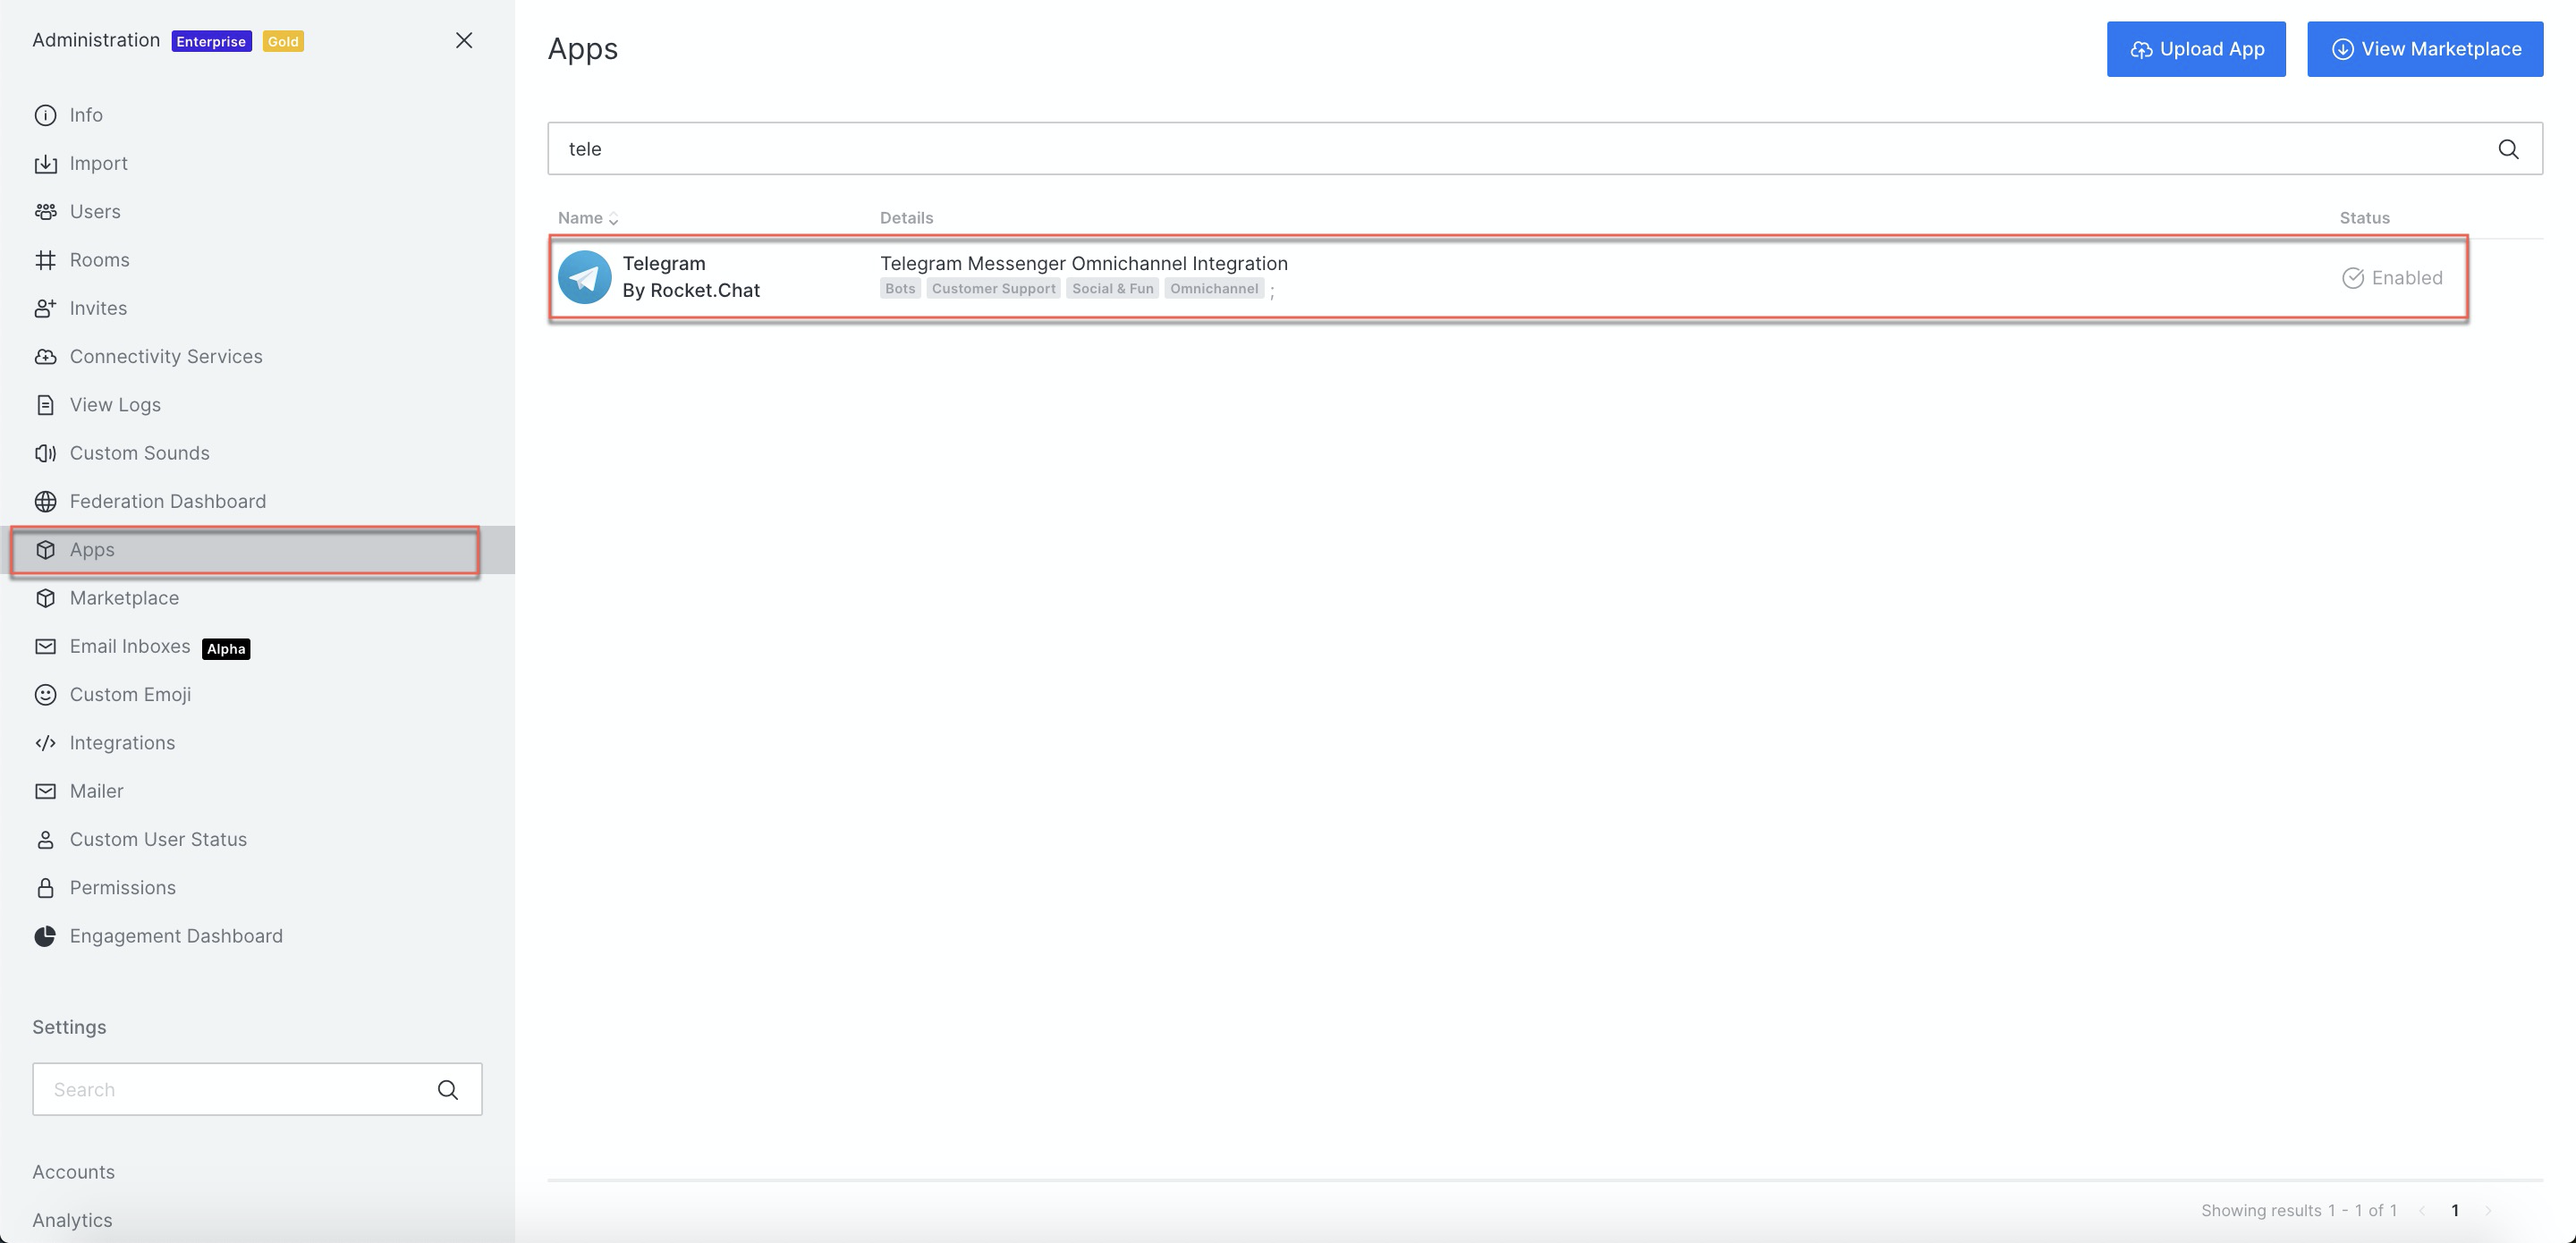 Administration Enterprise Gold
Info
Import
Users
Rooms
Invites
Connectivity Services
View Logs
Custom Sounds
Federation Dashboard
Apps
Marketplace
Email Inboxes Alpha
Custom Emoji
Integrations
Mailer
Custom User Status
Permissions
Engagement Dashboard
Settings
Search
Accounts
Analytics
Apps
Upload App
View Marketplace
tele
Name Details Status
Telegram
By Rocket.Chat
Telegram Messenger Omnichannel Integration
Bots Customer Support Social & Fun Omnichannel ;
Enabled
Showing results 1 - 1 of 1 1